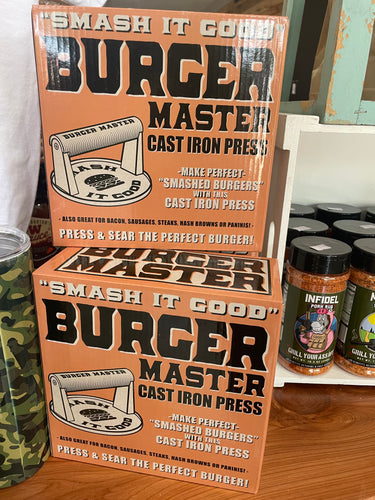 "SMASH IT GOOD"
BURGER
MASTER
CAST IRON PRESS
BURGER MASTER
SMASH
IT GOOD
-MAKE PERFECT-
"SMASHED BURGERS"
WITH THIS
CAST IRON PRESS
• ALSO GREAT FOR BACON, SAUSAGES, STEAKS, HASH BROWNS OR PANINIS! •
PRESS & SEAR THE PERFECT BURGER!
BURGER
MASTER
"SMASH IT GOOD"
BURGER
MASTER
CAST IRON PRESS
BURGER MASTER
SMASH
IT GOOD
-MAKE PERFECT-
"SMASHED BURGERS"
WITH THIS
CAST IRON PRESS
• ALSO GREAT FOR BACON, SAUSAGES, STEAKS, HASH BROWNS OR PANINIS! •
PRESS & SEAR THE PERFECT BURGER!
INFIDEL
PORK RUB
GRILL YOUR ASS OFF
GRILL YOUR